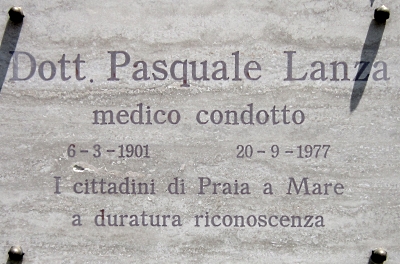 Dott. Pasquale Lanza
medico condotto
6-3-1901 20-9-1977
I cittadini di Praia a Mare
a duratura riconoscenza